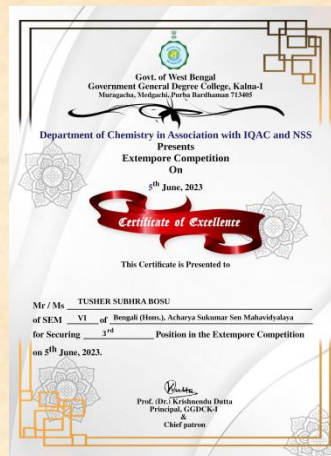 Govt. of West Bengal
Government General Degree College, Kalna-I
Muragacha, Medgachi, Purba Bardhaman 713405
Department of Chemistry in Association with IQAC and NSS
Presents
Extempore Competition
On
5th June, 2023
Certificate of Excellence
This Certificate is Presented to
Mr / Ms TUSHER SUBHRA BOSU
of SEM VI of Bengali (Hons.), Acharya Sukumar Sen Mahavidyalaya
for Securing 3rd Position in the Extempore Competition
on 5th June, 2023.
Prof. (Dr.) Krishnendu Dutta
Principal, GGDCK-I
&
Chief patron